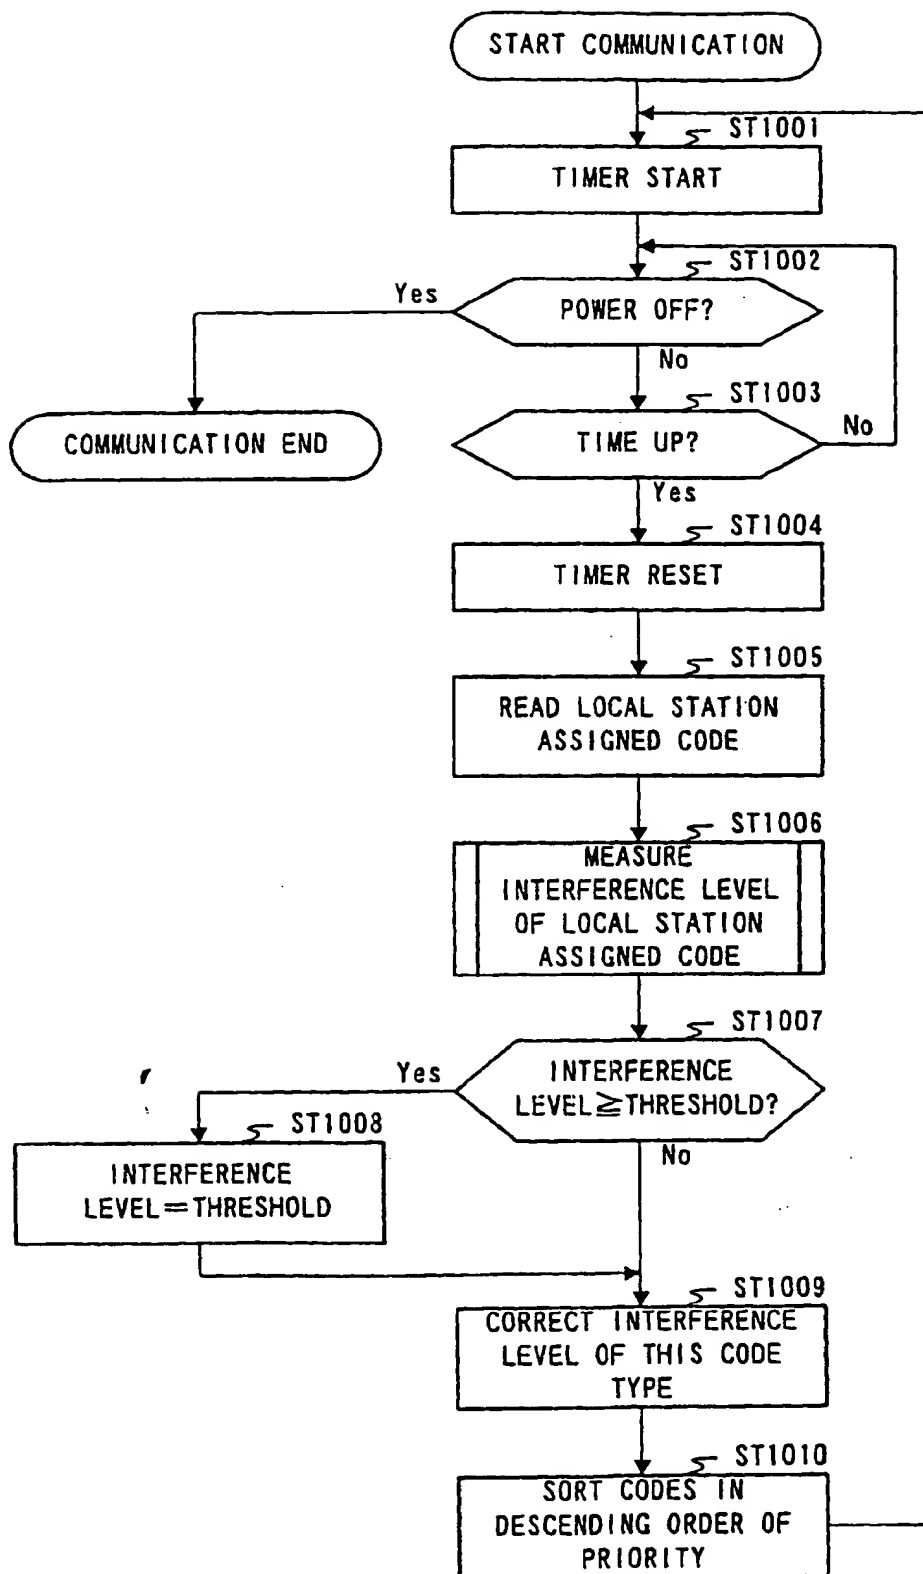 START COMMUNICATION
ST1001
TIMER START
ST1002
Yes
POWER OFF?
No
ST1003
COMMUNICATION END
TIME UP?
No
Yes
ST1004
TIMER RESET
ST1005
READ LOCAL STATION
ASSIGNED CODE
ST1006
MEASURE
INTERFERENCE LEVEL
OF LOCAL STATION
ASSIGNED CODE
ST1007
Yes
INTERFERENCE
LEVEL≧THRESHOLD?
ST1008
No
INTERFERENCE
LEVEL=THRESHOLD
ST1009
CORRECT INTERFERENCE
LEVEL OF THIS CODE
TYPE
ST1010
SORT CODES IN
DESCENDING ORDER OF
PRIORITY